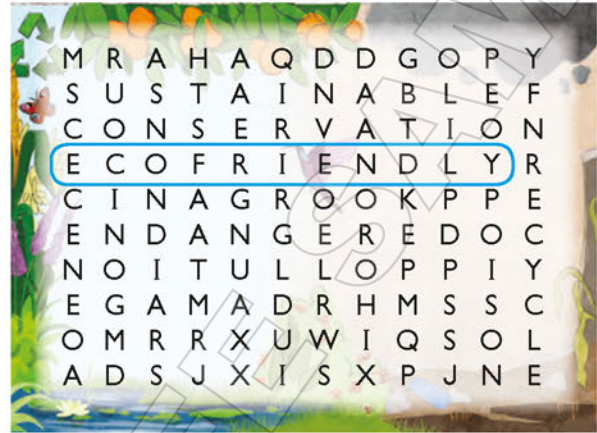 M R A H A Q D D G O P Y
S U S T A I N A B L E F
C O N S E R V A T I O N
E C O F R I E N D L Y R
C I N A G R O O K P P E
E N D A N G E R E D O C
N O I T U L L O P P I Y
E G A M A D R H M S S C
O M R R X U W I Q S O L
A D S J X I S X P J N E